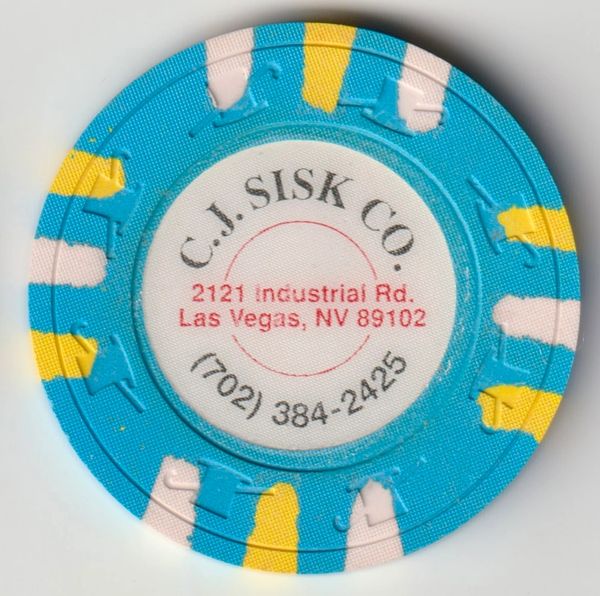 C.J. SISK CO.
2121 Industrial Rd.
Las Vegas, NV 89102
(702) 384-2425